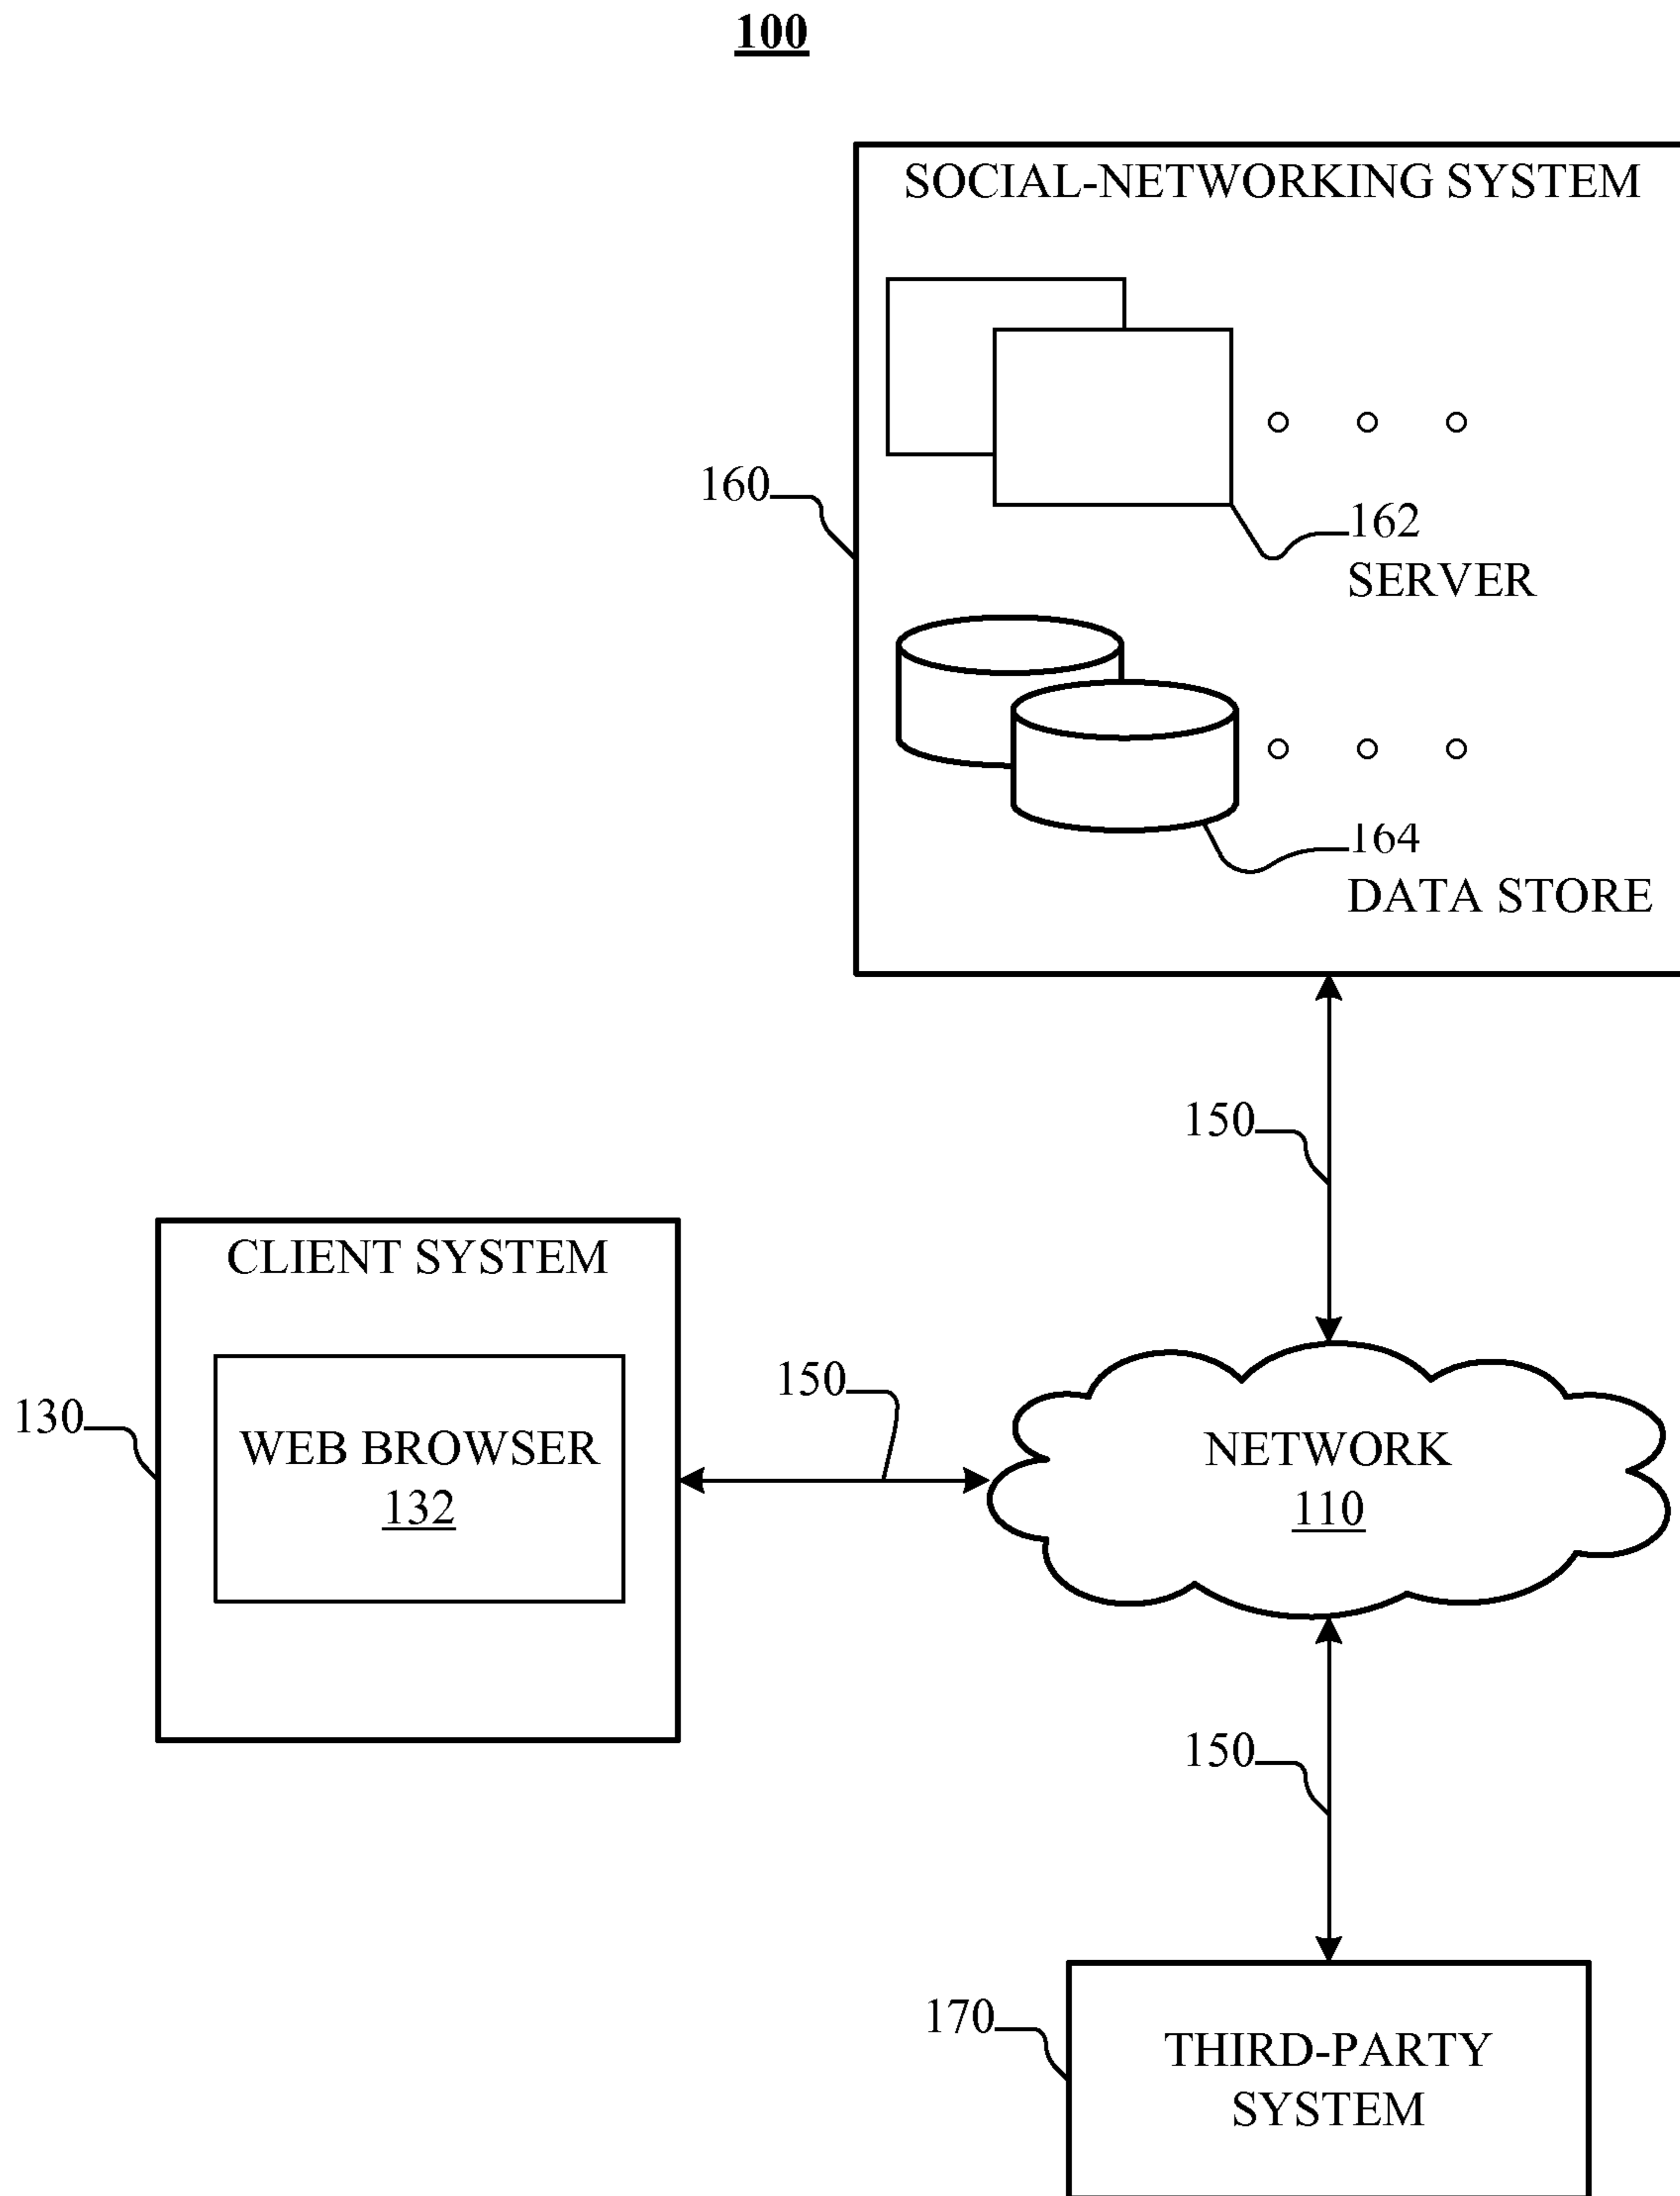 100
SOCIAL-NETWORKING SYSTEM
160
162
SERVER
164
DATA STORE
150
CLIENT SYSTEM
150
130
WEB BROWSER
132
NETWORK
110
150
170
THIRD-PARTY
SYSTEM